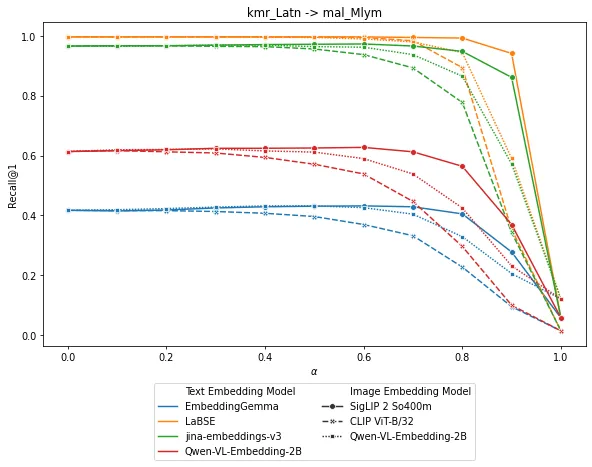 kmr_Latn -> mal_Mlym
Recall@1
1.0
0.8
0.6
0.4
0.2
0.0
0.0 0.2 0.4 0.6 0.8 1.0
α
Text Embedding Model Image Embedding Model
EmbeddingGemma SigLIP 2 So400m
LaBSE CLIP ViT-B/32
jina-embeddings-v3 Qwen-VL-Embedding-2B
Qwen-VL-Embedding-2B